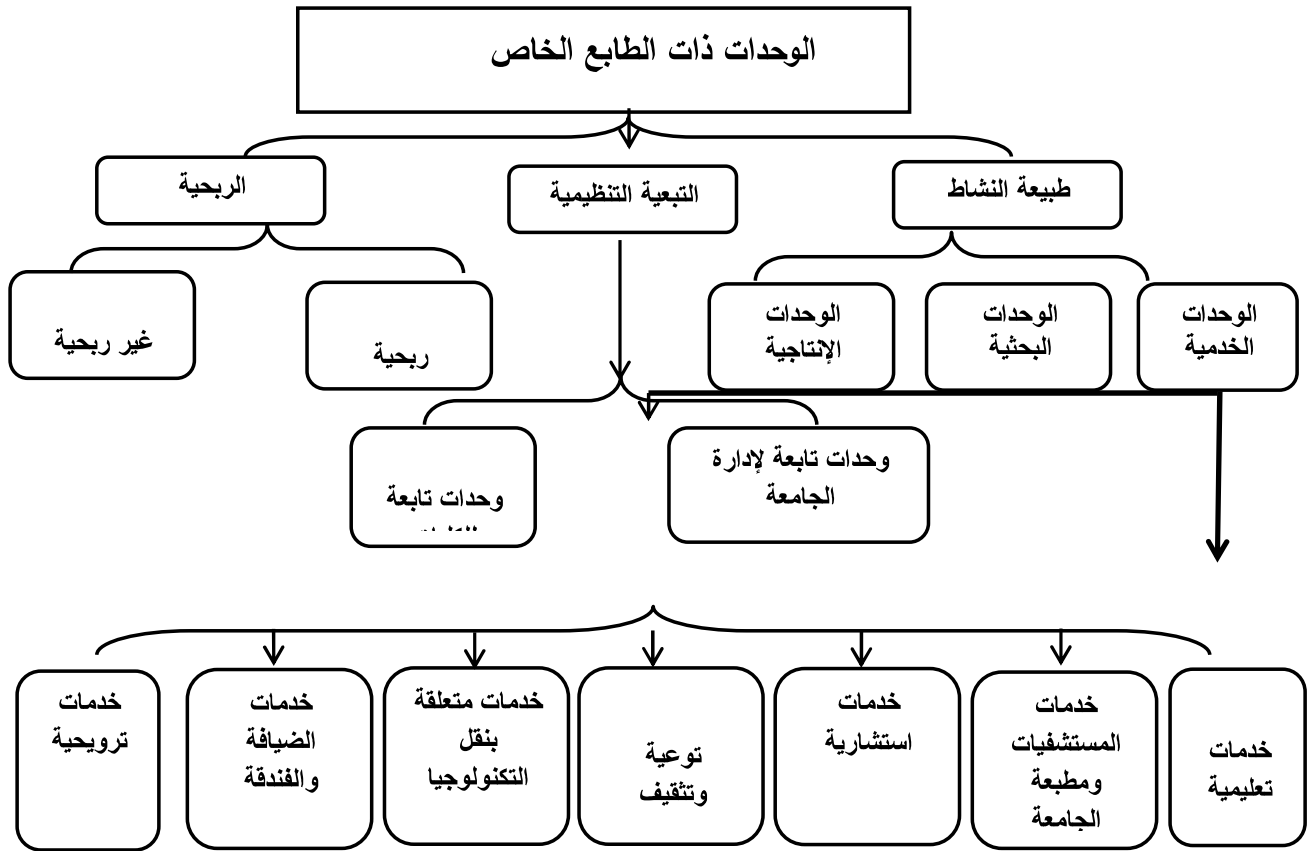 الوحدات ذات الطابع الخاص
طبيعة النشاط
التبعية التنظيمية
الربحية
الوحدات
الخدمية
الوحدات
البحثية
الوحدات
الإنتاجية
ربحية
غير ربحية
وحدات تابعة لإدارة
الجامعة
وحدات تابعة
خدمات
تعليمية
خدمات
المستشفيات
ومطبعة
الجامعة
خدمات
استشارية
توعية
وتثقيف
خدمات متعلقة
بنقل
التكنولوجيا
خدمات
الضيافة
والفندقة
خدمات
ترويحية